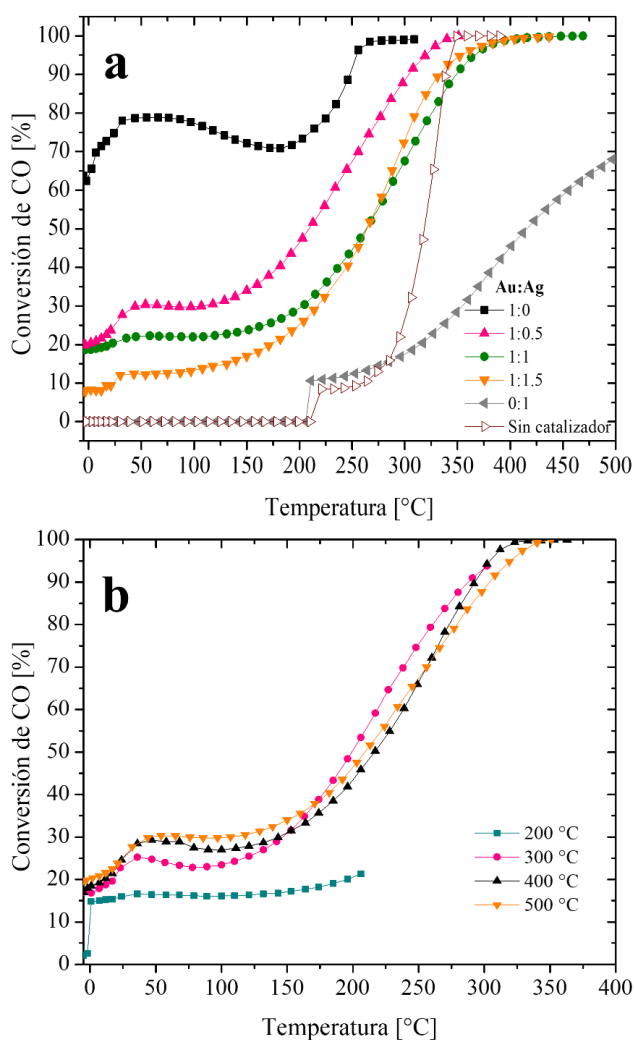 a
Conversión de CO [%]
100
90
80
70
60
50
40
30
20
10
0
Au:Ag
1:0
1:0.5
1:1
1:1.5
0:1
Sin catalizador
0 50 100 150 200 250 300 350 400 450 500
Temperatura [°C]
b
Conversión de CO [%]
100
90
80
70
60
50
40
30
20
10
0
200 °C
300 °C
400 °C
500 °C
0 50 100 150 200 250 300 350 400
Temperatura [°C]